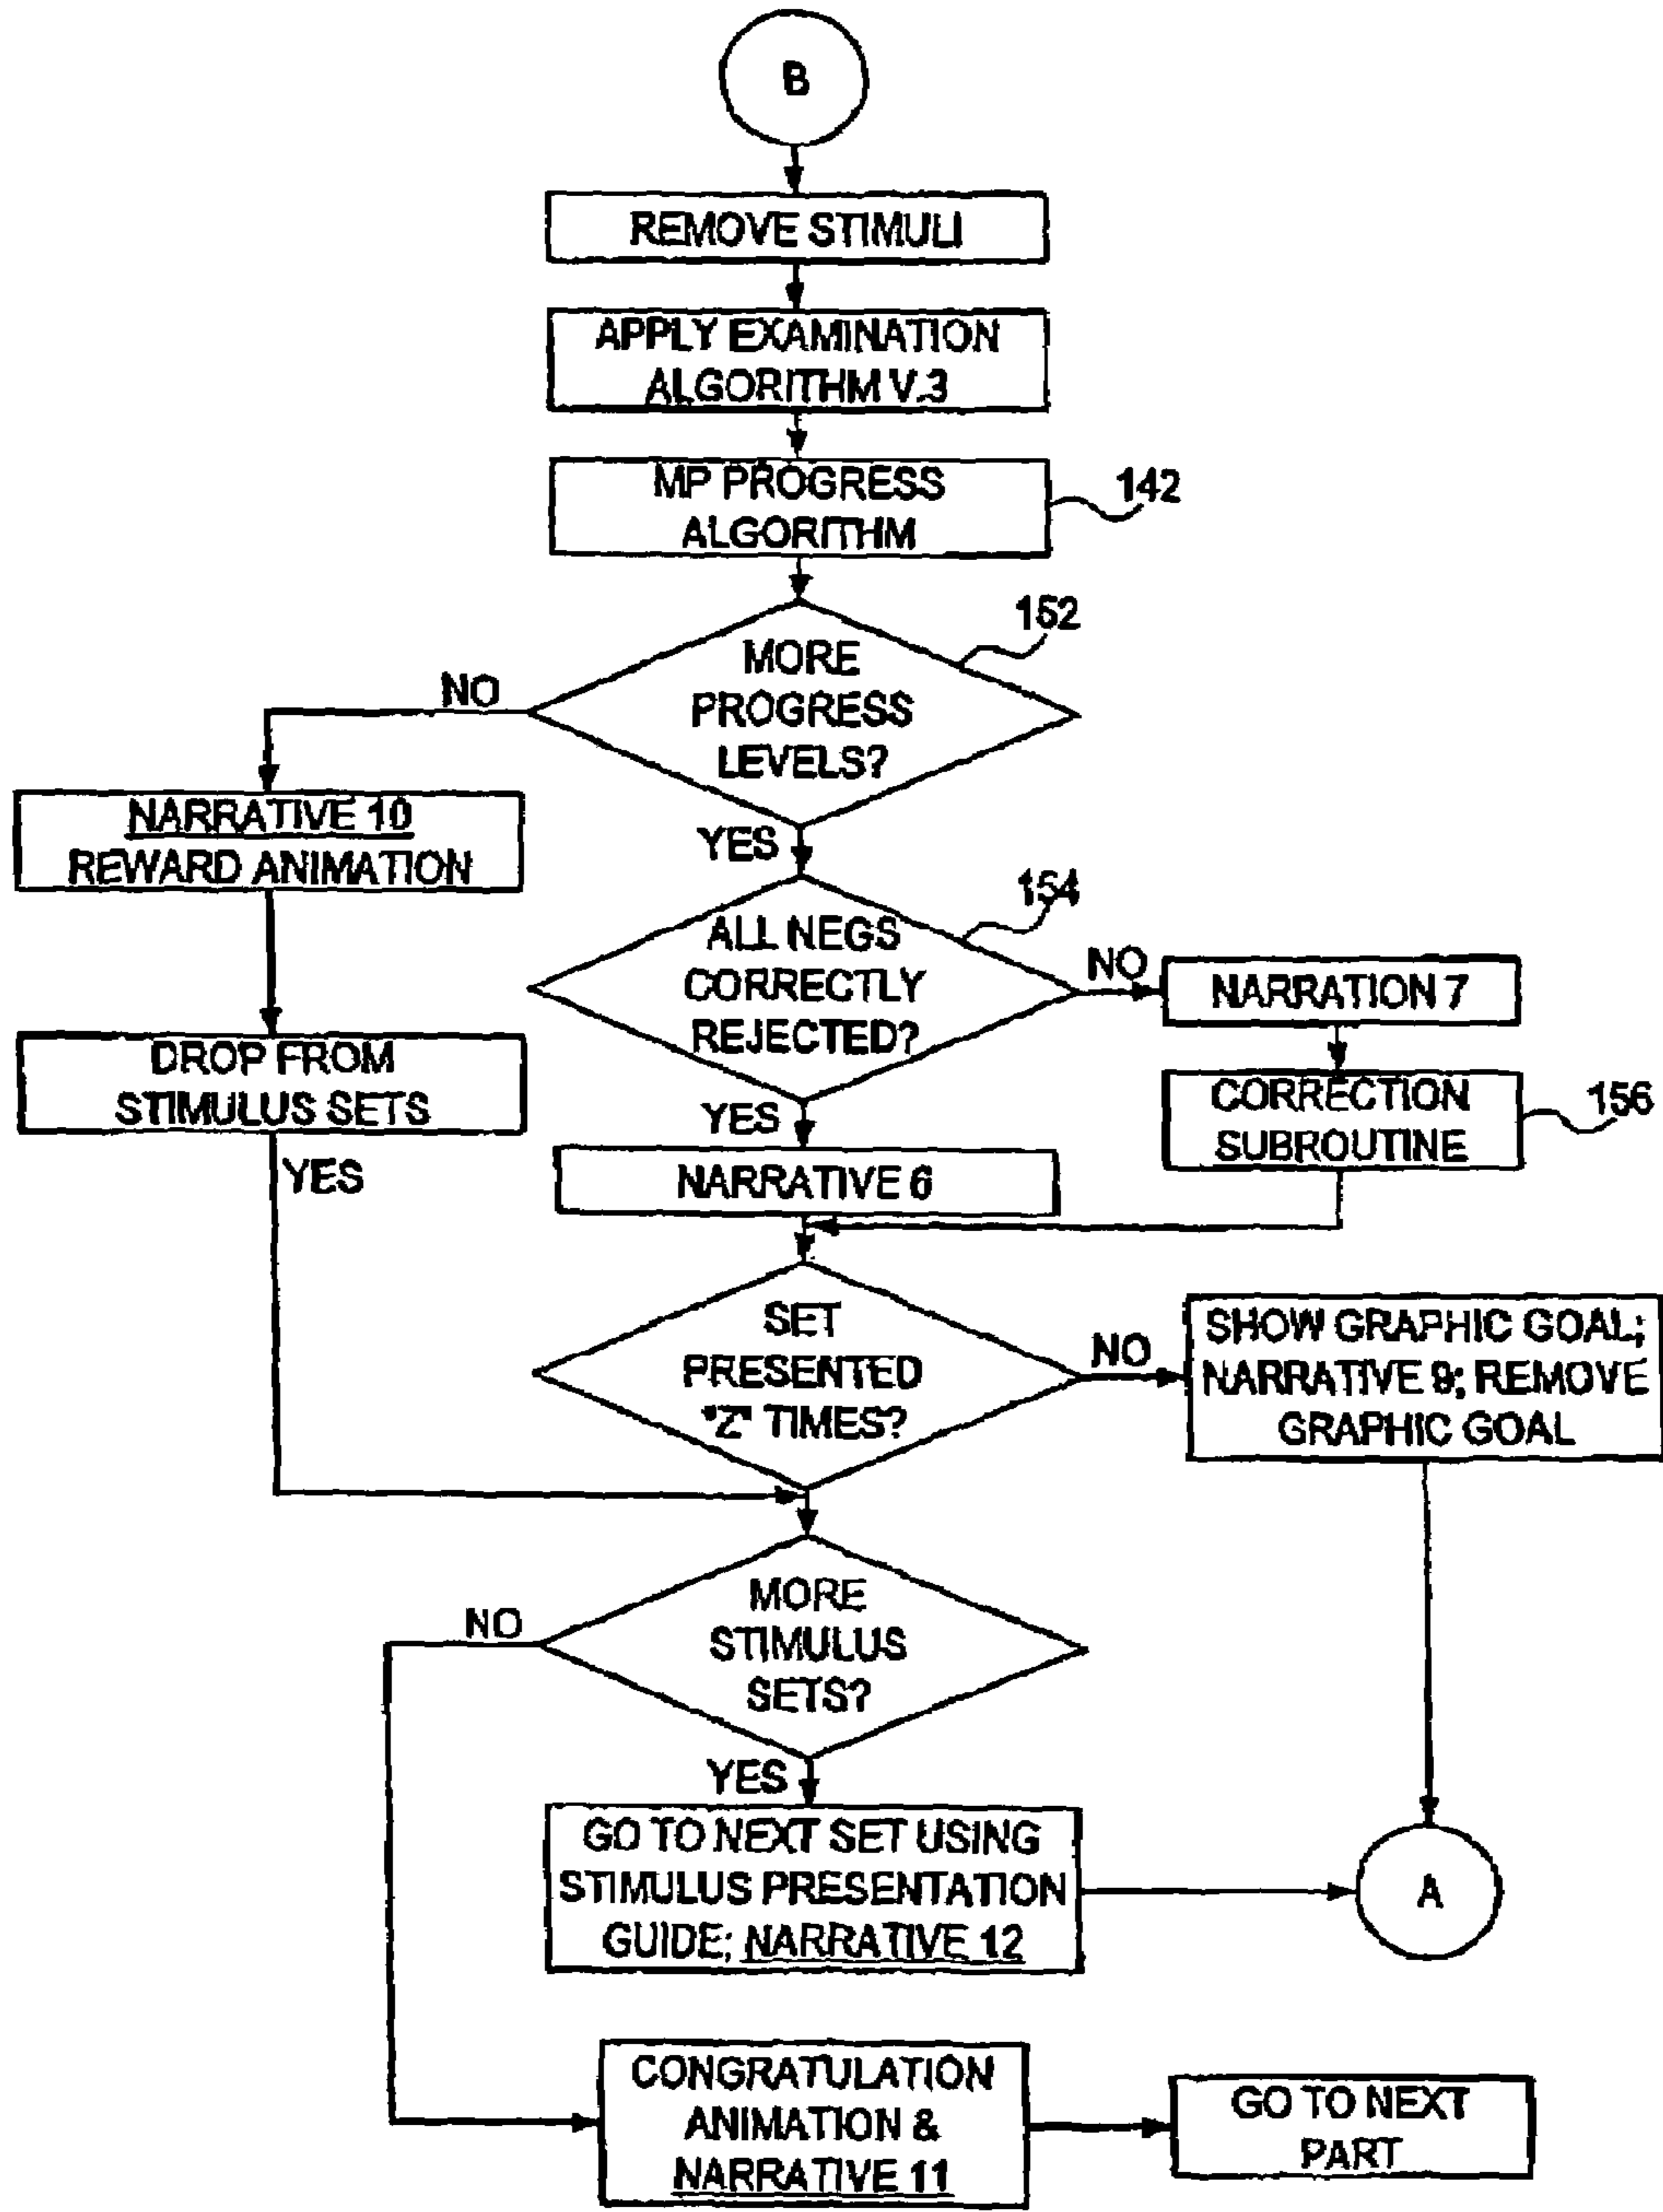 B
REMOVE STIMULI
APPLY EXAMINATION
ALGORITHM V.3
MP PROGRESS
ALGORITHM
142
MORE
PROGRESS
LEVELS?
152
NO
NARRATIVE 10
REWARD ANIMATION
YES
ALL NEGS
CORRECTLY
REJECTED?
154
NO
NARRATION 7
DROP FROM
STIMULUS SETS
YES
CORRECTION
SUBROUTINE
156
YES
NARRATIVE 6
SET
PRESENTED
"Z" TIMES?
NO
SHOW GRAPHIC GOAL;
NARRATIVE 9; REMOVE
GRAPHIC GOAL
MORE
STIMULUS
SETS?
NO
YES
GO TO NEXT SET USING
STIMULUS PRESENTATION
GUIDE; NARRATIVE 12
A
CONGRATULATION
ANIMATION &
NARRATIVE 11
GO TO NEXT
PART